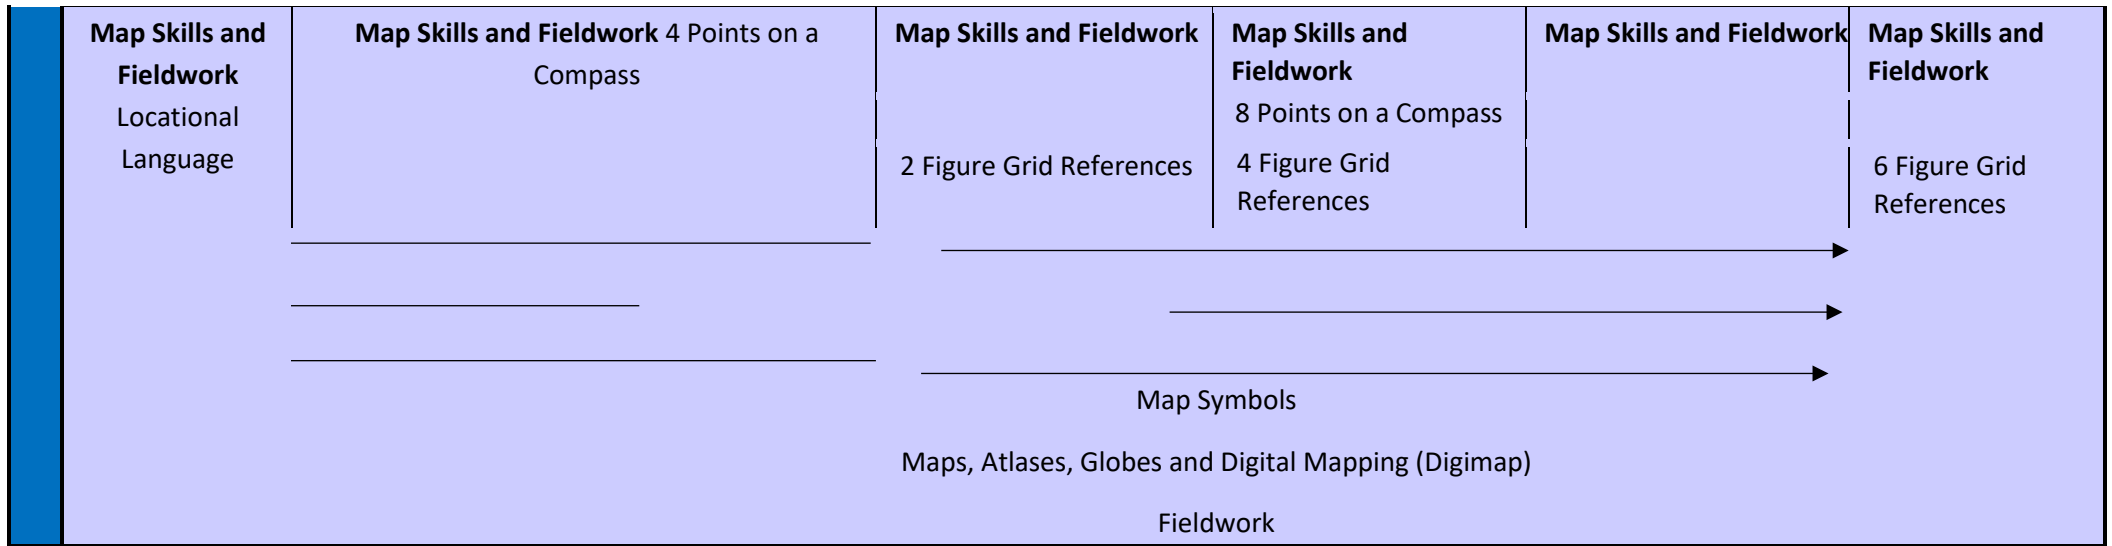 Map Skills and
Fieldwork
Locational
Language
Map Skills and Fieldwork 4 Points on a
Compass
Map Skills and Fieldwork
2 Figure Grid References
Map Skills and
Fieldwork
8 Points on a Compass
4 Figure Grid
References
Map Skills and Fieldwork
Map Skills and
Fieldwork
6 Figure Grid
References
Map Symbols
Maps, Atlases, Globes and Digital Mapping (Digimap)
Fieldwork